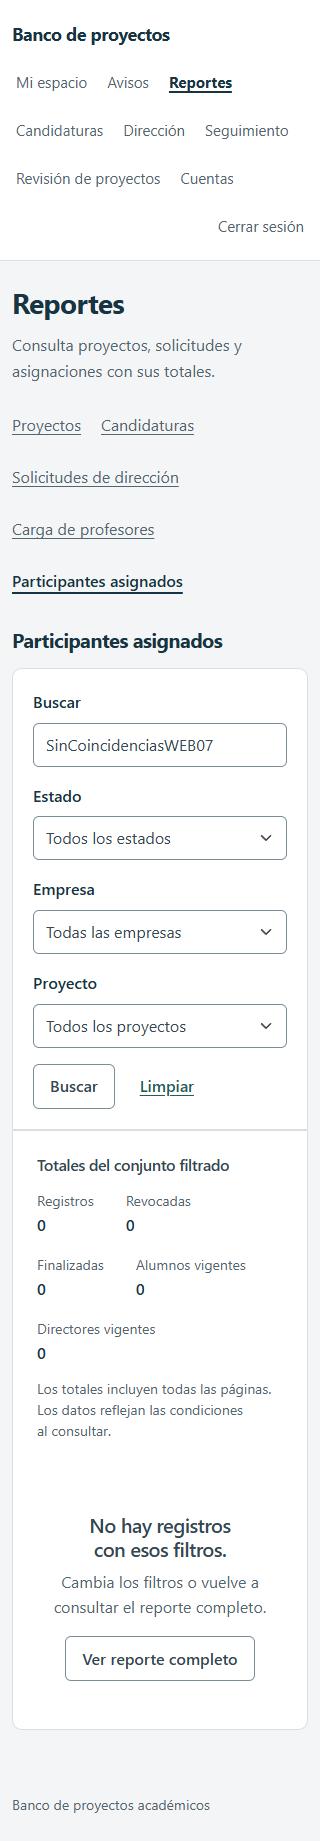 Banco de proyectos
Mi espacio Avisos Reportes
Candidaturas Dirección Seguimiento
Revisión de proyectos Cuentas
Cerrar sesión
Reportes
Consulta proyectos, solicitudes y
asignaciones con sus totales.
Proyectos Candidaturas
Solicitudes de dirección
Carga de profesores
Participantes asignados
Participantes asignados
Buscar
SinCoincidenciasWEB07
Estado
Todos los estados
Empresa
Todas las empresas
Proyecto
Todos los proyectos
Buscar Limpiar
Totales del conjunto filtrado
Registros Revocadas
0 0
Finalizadas Alumnos vigentes
0 0
Directores vigentes
0
Los totales incluyen todas las páginas.
Los datos reflejan las condiciones
al consultar.
No hay registros
con esos filtros.
Cambia los filtros o vuelve a
consultar el reporte completo.
Ver reporte completo
Banco de proyectos académicos